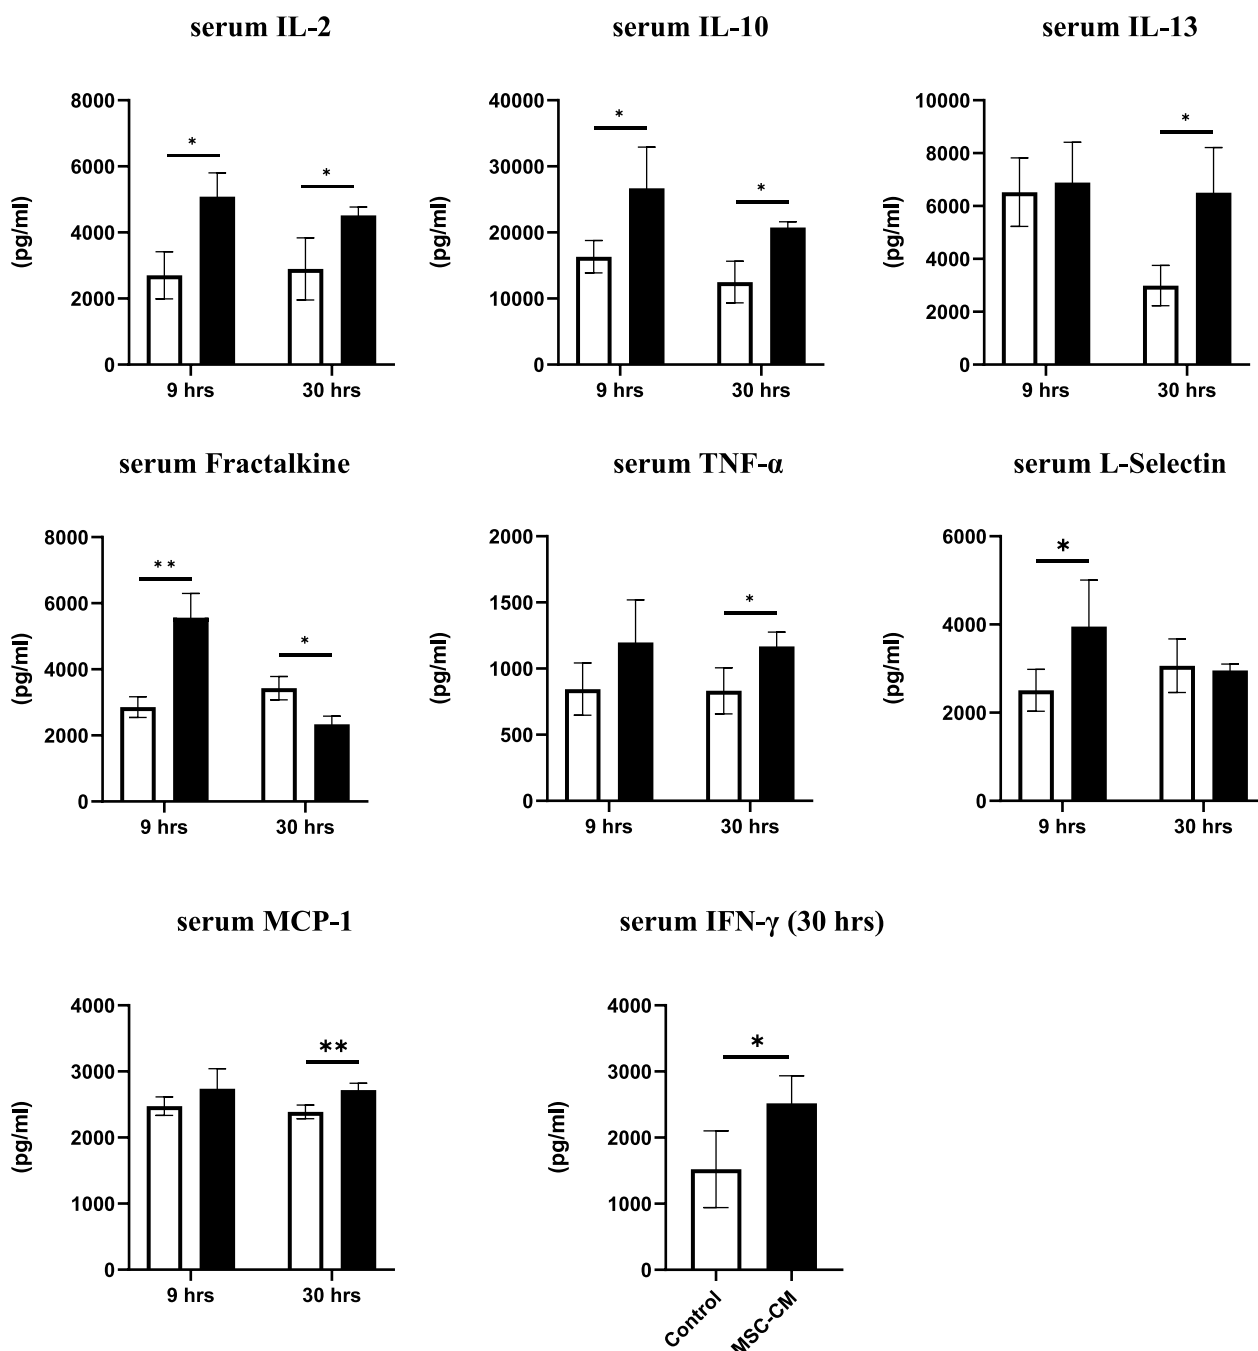 serum IL-2
serum IL-10
serum IL-13
8000
6000
4000
2000
0
(pg/ml)
*
*
9 hrs
30 hrs
40000
30000
20000
10000
0
(pg/ml)
*
*
9 hrs
30 hrs
10000
8000
6000
4000
2000
0
(pg/ml)
*
9 hrs
30 hrs
serum Fractalkine
serum TNF-α
serum L-Selectin
8000
6000
4000
2000
0
(pg/ml)
**
*
9 hrs
30 hrs
2000
1500
1000
500
0
(pg/ml)
*
9 hrs
30 hrs
6000
4000
2000
0
(pg/ml)
*
9 hrs
30 hrs
serum MCP-1
serum IFN-γ (30 hrs)
4000
3000
2000
1000
0
(pg/ml)
**
9 hrs
30 hrs
4000
3000
2000
1000
0
(pg/ml)
*
Control
MSC-CM